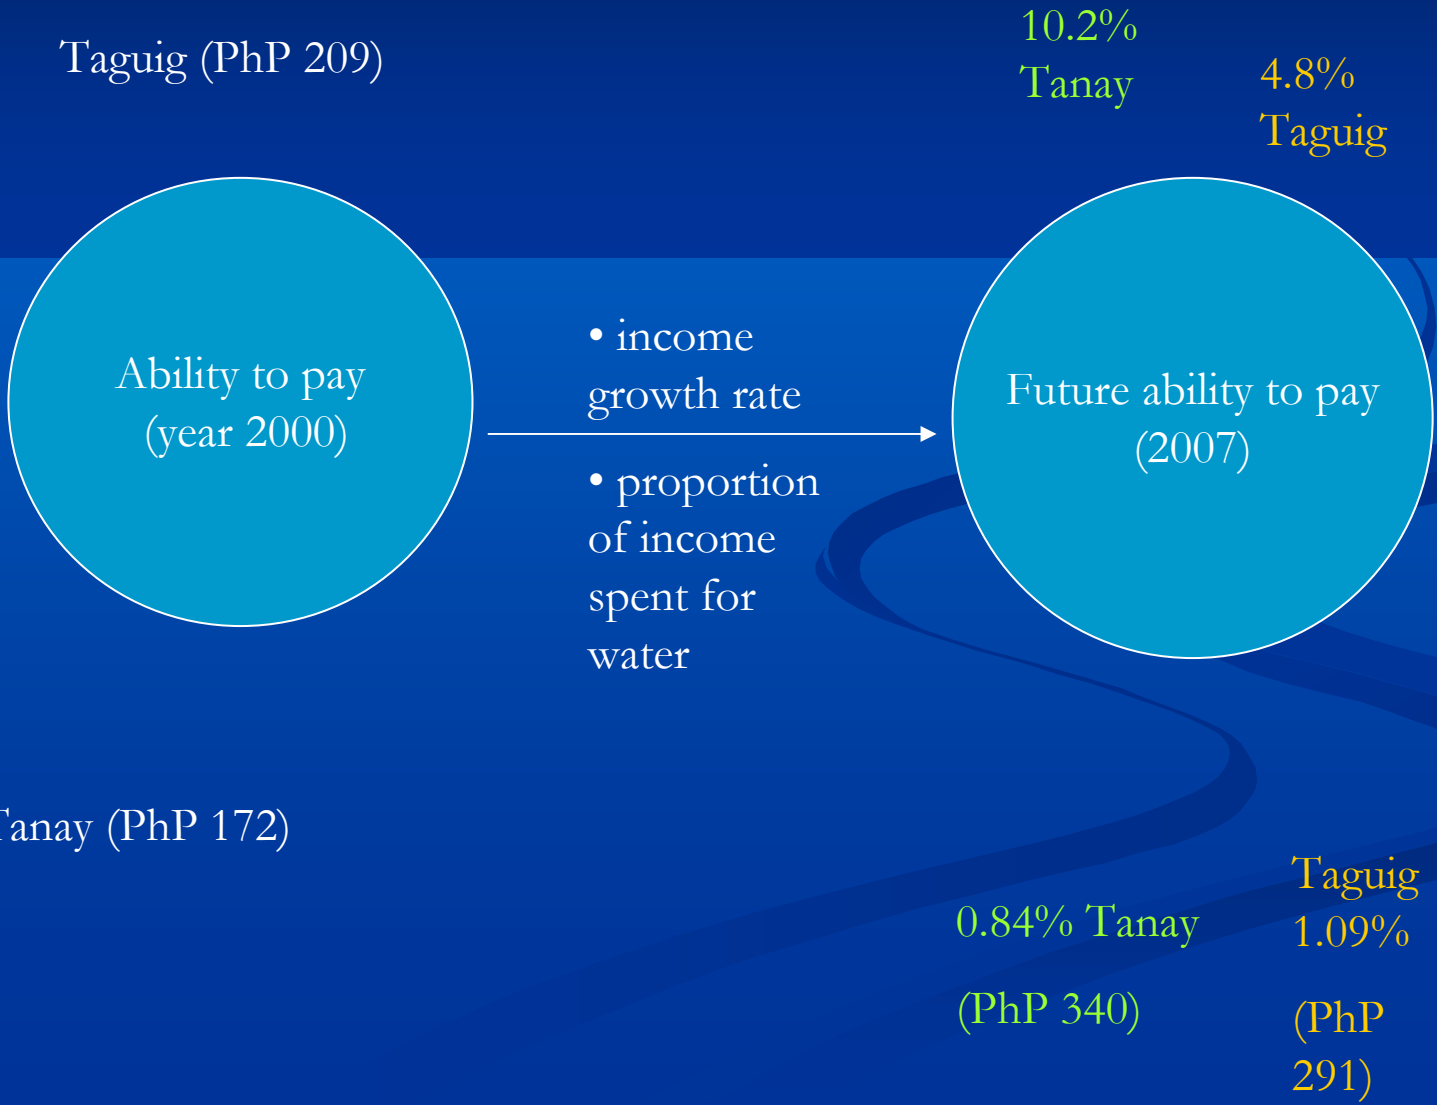 Taguig (PhP 209)
10.2%
Tanay
4.8%
Taguig
Ability to pay
(year 2000)
• income
growth rate
• proportion
of income
spent for
water
Future ability to pay
(2007)
Tanay (PhP 172)
0.84% Tanay
(PhP 340)
Taguig
1.09%
(PhP
291)